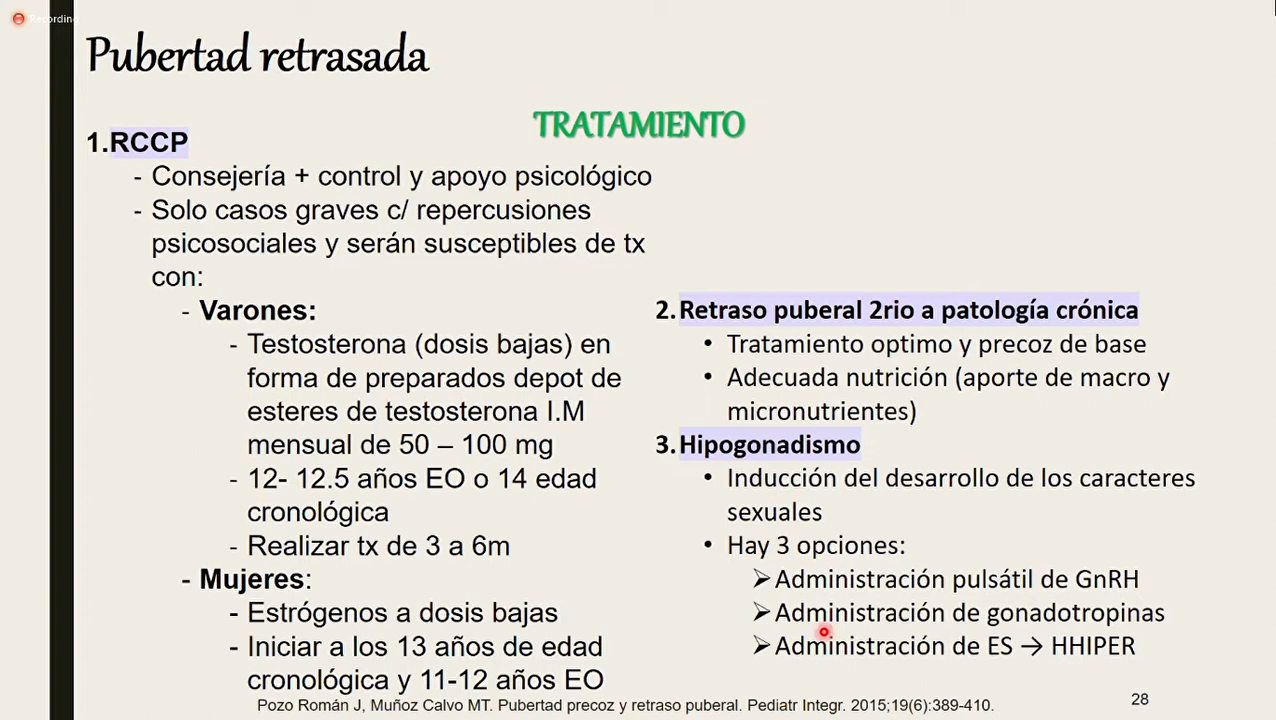 Recording
Pubertad retrasada
TRATAMIENTO
1.RCCP
- Consejería + control y apoyo psicológico
- Solo casos graves c/ repercusiones
psicosociales y serán susceptibles de tx
con:
- Varones:
- Testosterona (dosis bajas) en
forma de preparados depot de
esteres de testosterona I.M
mensual de 50 – 100 mg
- 12- 12.5 años EO o 14 edad
cronológica
- Realizar tx de 3 a 6m
- Mujeres:
- Estrógenos a dosis bajas
- Iniciar a los 13 años de edad
cronológica y 11-12 años EO
2.Retraso puberal 2rio a patología crónica
• Tratamiento optimo y precoz de base
• Adecuada nutrición (aporte de macro y
micronutrientes)
3.Hipogonadismo
• Inducción del desarrollo de los caracteres
sexuales
• Hay 3 opciones:
➢Administración pulsátil de GnRH
➢Administración de gonadotropinas
➢Administración de ES → HHIPER
Pozo Román J, Muñoz Calvo MT. Pubertad precoz y retraso puberal. Pediatr Integr. 2015;19(6):389-410.
28